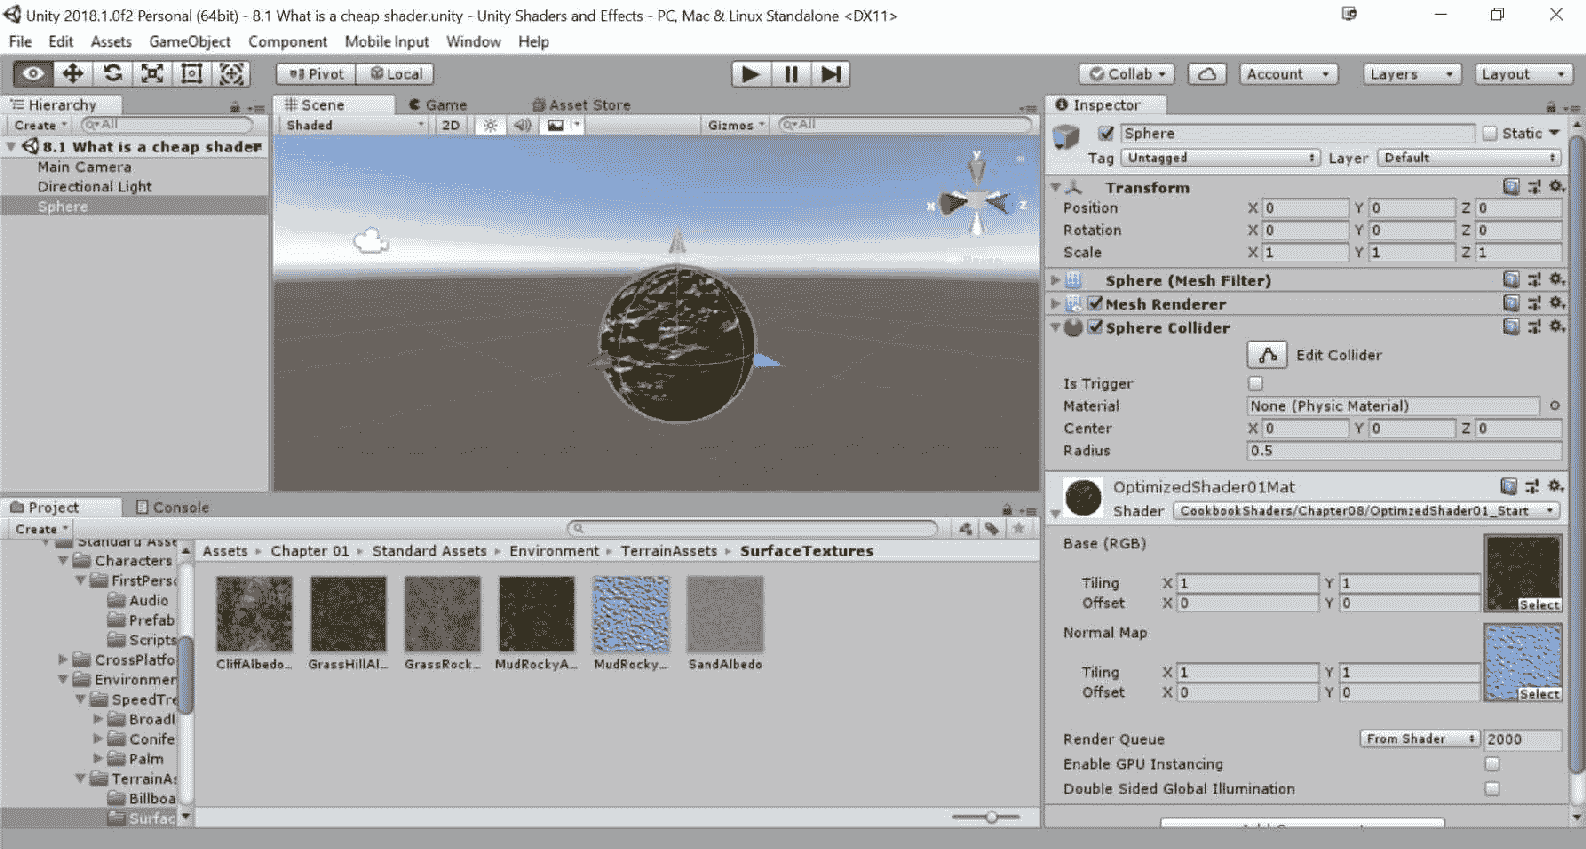 Unity 2018.1.0f2 Personal (64bit) - 8.1 What is a cheap shader.unity - Unity Shaders and Effects - PC, Mac & Linux Standalone <DX11>
File Edit Assets GameObject Component Mobile Input Window Help
Pivot Local Collab Account Layers Layout
Hierarchy
Create All
8.1 What is a cheap shader
Main Camera
Directional Light
Sphere
Scene Game Asset Store
Shaded 2D Gizmos All
y
x z
Inspector
Sphere Static
Tag Untagged Layer Default
Transform
Position X 0 Y 0 Z 0
Rotation X 0 Y 0 Z 0
Scale X 1 Y 1 Z 1
Sphere (Mesh Filter)
Mesh Renderer
Sphere Collider
Edit Collider
Is Trigger
Material None (Physic Material)
Center X 0 Y 0 Z 0
Radius 0.5
OptimizedShader01Mat
Shader CookbookShaders/Chapter08/OptimzedShader01_Start
Base (RGB)
Tiling X 1 Y 1
Offset X 0 Y 0
Select
Normal Map
Tiling X 1 Y 1
Offset X 0 Y 0
Select
Render Queue From Shader 2000
Enable GPU Instancing
Double Sided Global Illumination
Project Console
Create
Standard Asse
Characters
FirstPerso
Audio
Prefab
Scripts
CrossPlatfo
Environmen
SpeedTre
Broadl
Conife
Palm
TerrainAs
Billboa
Surfac
Assets Chapter 01 Standard Assets Environment TerrainAssets SurfaceTextures
CliffAlbedo... GrassHillAl... GrassRock... MudRockyA... MudRocky... SandAlbedo